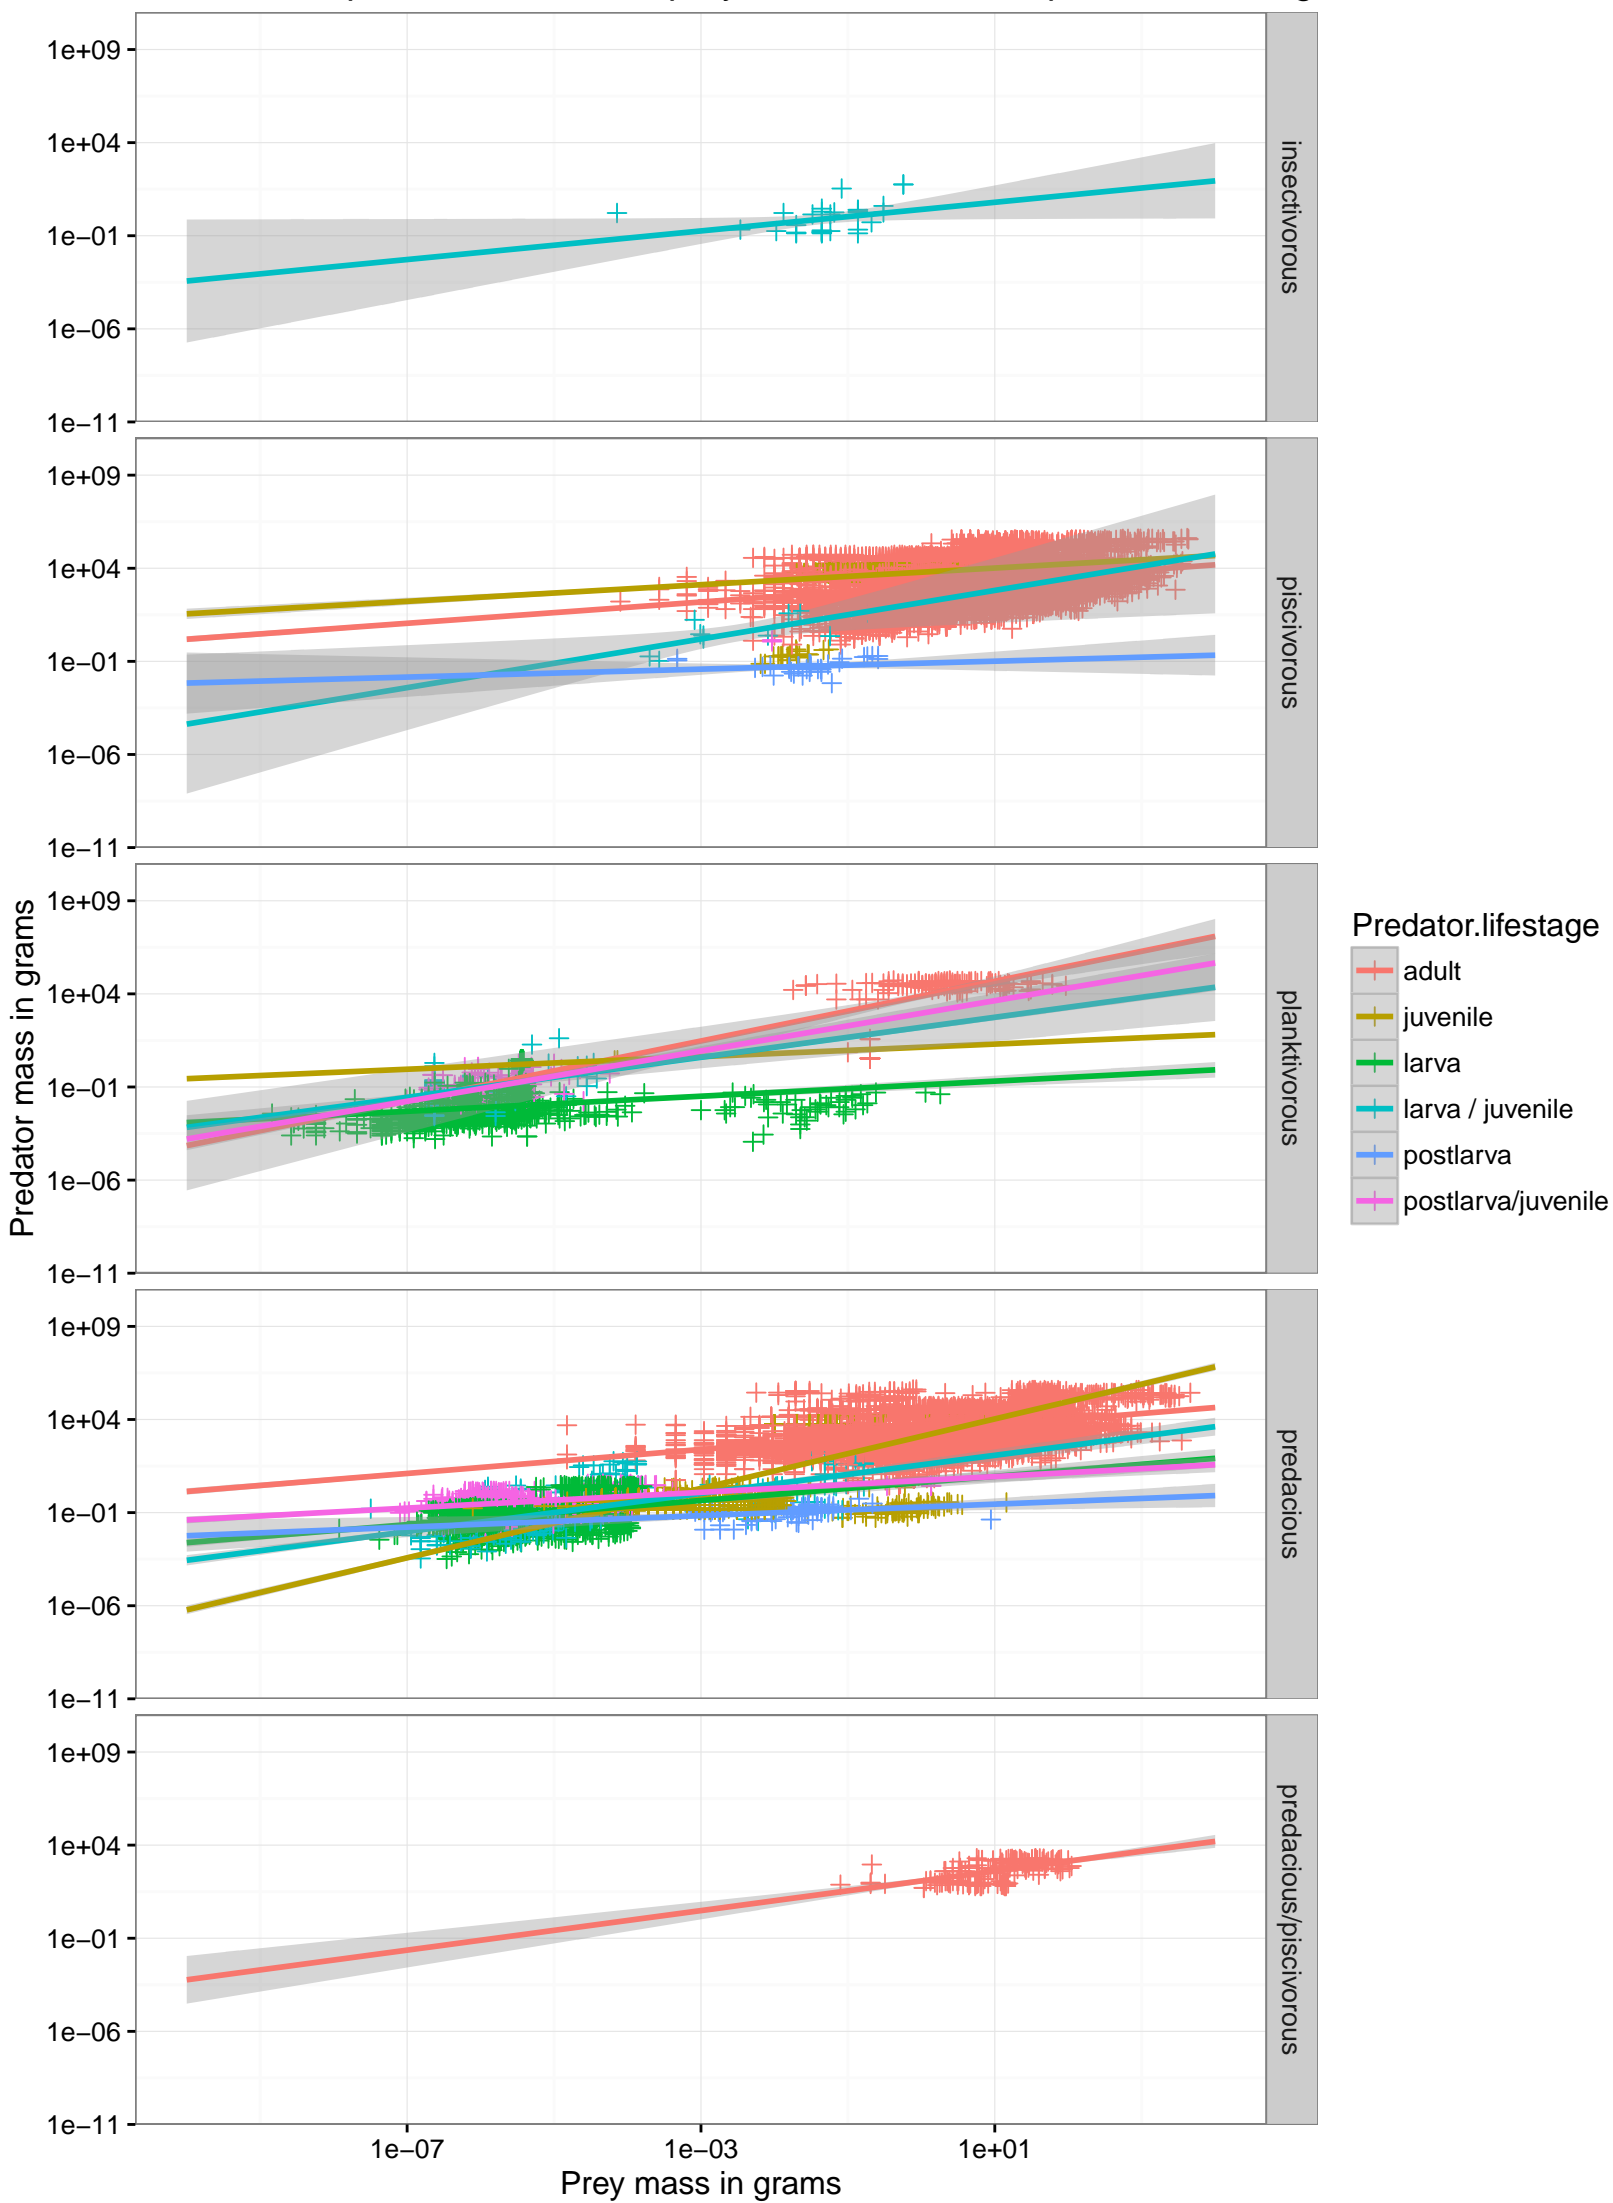 1e+09
1e+04
1e−01
1e−06
1e−11
insectivorous
1e+09
1e+04
1e−01
1e−06
1e−11
piscivorous
1e+09
1e+04
1e−01
1e−06
1e−11
planktivorous
1e+09
1e+04
1e−01
1e−06
1e−11
predacious
1e+09
1e+04
1e−01
1e−06
1e−11
predacious/piscivorous
1e−07
1e−03
1e+01
Prey mass in grams
Predator mass in grams
Predator.lifestage
adult
juvenile
larva
larva / juvenile
postlarva
postlarva/juvenile